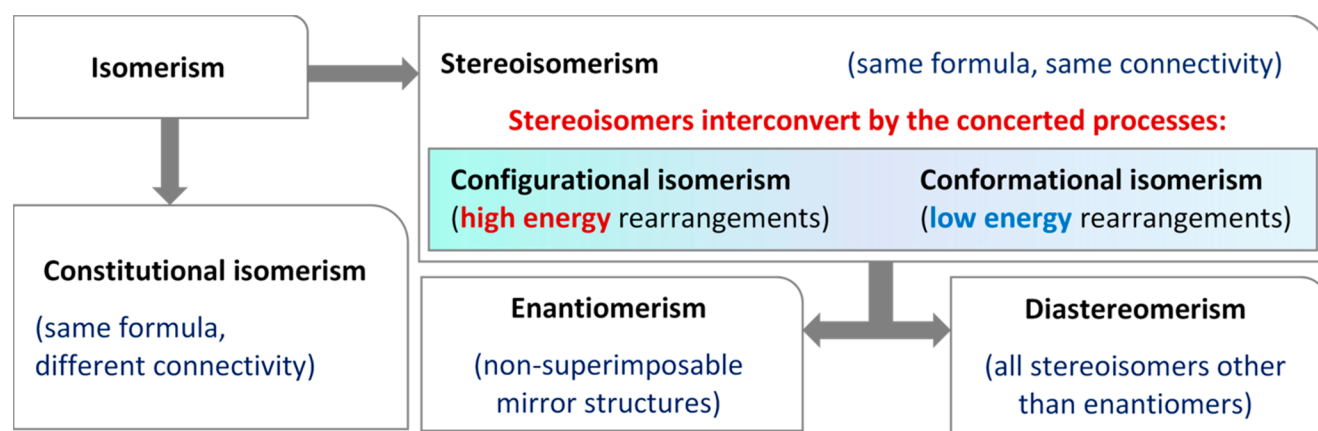 Isomerism
Stereoisomerism (same formula, same connectivity)
Stereoisomers interconvert by the concerted processes:
Configurational isomerism
(high energy rearrangements)
Conformational isomerism
(low energy rearrangements)
Constitutional isomerism
(same formula,
different connectivity)
Enantiomerism
(non-superimposable
mirror structures)
Diastereomerism
(all stereoisomers other
than enantiomers)